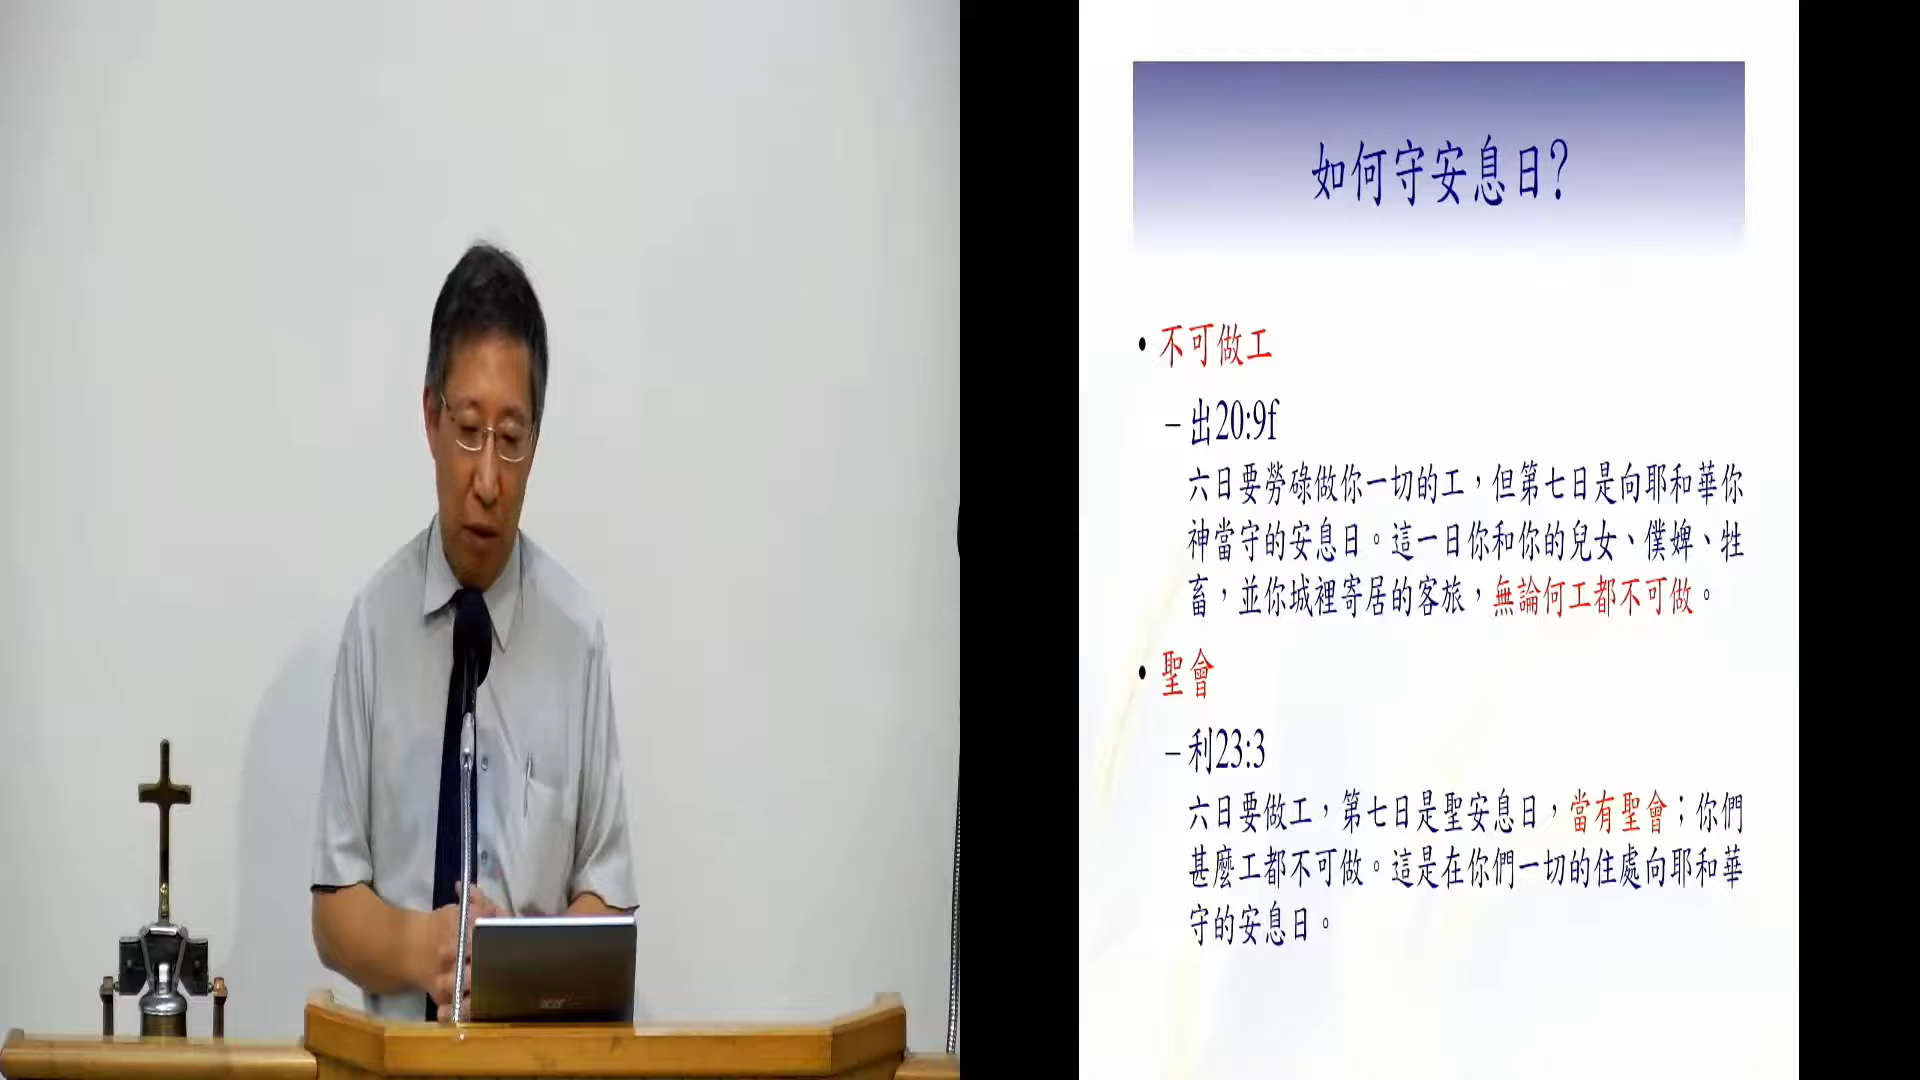 如何守安息日?
• 不可做工
– 出20:9f
六日要勞碌做你一切的工，但第七日是向耶和華你
神當守的安息日。這一日你和你的兒女、僕婢、牲
畜，並你城裡寄居的客旅，無論何工都不可做。
• 聖會
– 利23:3
六日要做工，第七日是聖安息日，當有聖會；你們
甚麼工都不可做。這是在你們一切的住處向耶和華
守的安息日。
acer